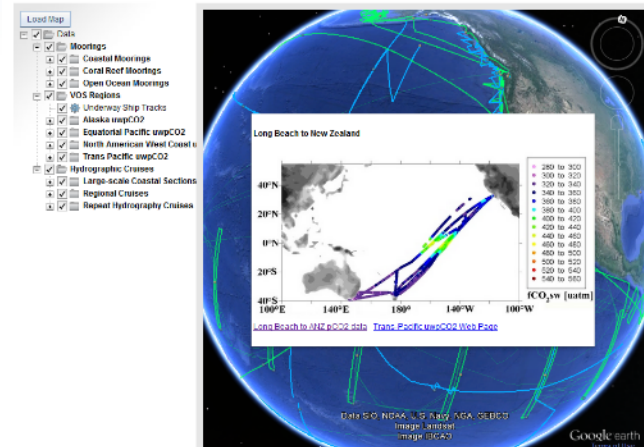 Load Map
Data
Moorings
Coastal Moorings
Coral Reef Moorings
Open Ocean Moorings
VOS Regions
Underway Ship Tracks
Alaska uwpCO2
Equatorial Pacific uwpCO2
North American West Coast u
Trans Pacific uwpCO2
Hydrographic Cruises
Large-scale Coastal Sections
Regional Cruises
Repeat Hydrography Cruises
Long Beach to New Zealand
40°N
20°N
0°N
20°S
40°S
100°E 140°E 180° 140°W 100°W
280 to 300
300 to 320
320 to 340
340 to 360
360 to 380
380 to 400
400 to 420
420 to 440
440 to 460
460 to 480
480 to 500
500 to 520
520 to 540
540 to 560
fCO2sw [uatm]
Long Beach to ANZ pCO2 data Trans-Pacific uwpCO2 Web Page
Data SIO, NOAA, U.S. Navy, NGA, GEBCO
Image Landsat
Image IBCAO
Google earth